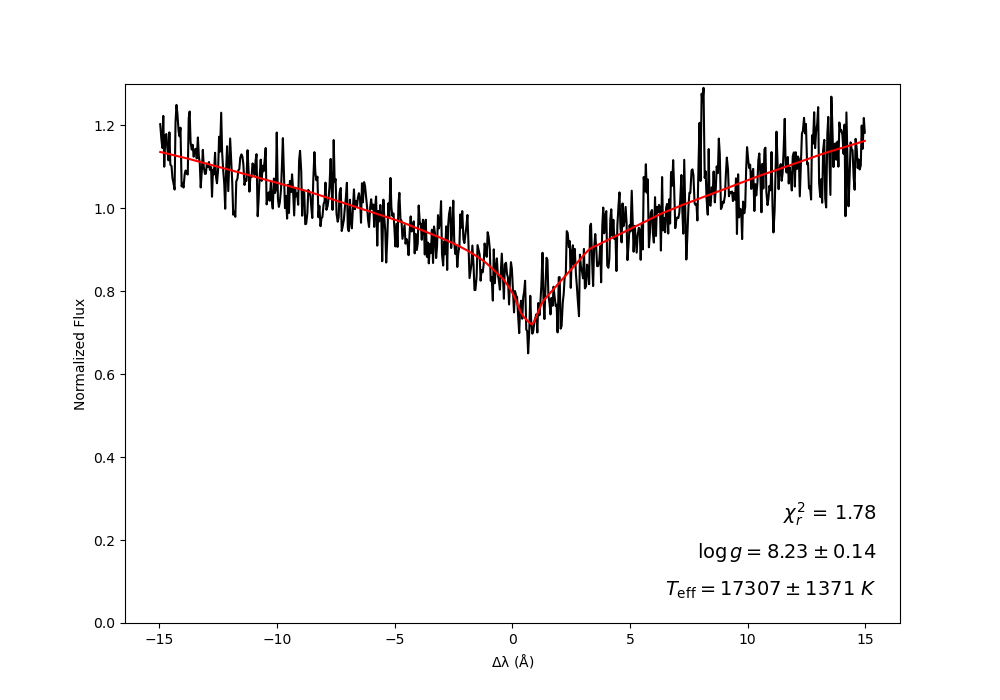 1.2
1.0
0.8
0.6
0.4
0.2
0.0
Normalized Flux
χ²ᵣ = 1.78
log g = 8.23 ± 0.14
T_eff = 17307 ± 1371 K
−15 −10 −5 0 5 10 15
Δλ (Å)